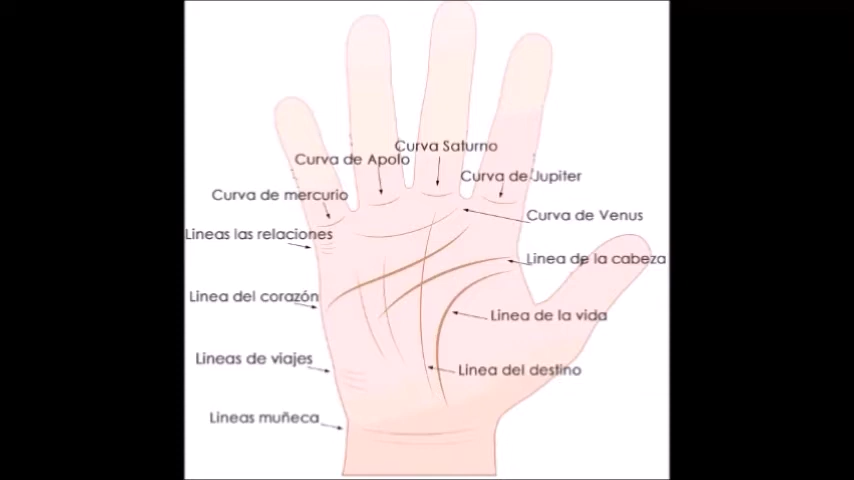 Curva Saturno
Curva de Apolo
Curva de Jupiter
Curva de mercurio
Curva de Venus
Lineas las relaciones
Linea de la cabeza
Linea del corazón
Linea de la vida
Lineas de viajes
Linea del destino
Lineas muñeca